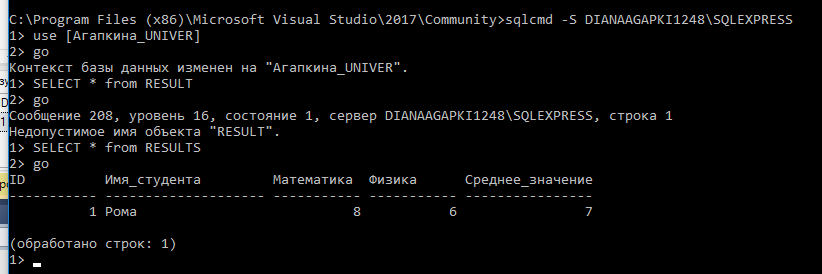 C:\Program Files (x86)\Microsoft Visual Studio\2017\Community>sqlcmd -S DIANAAGAPKI1248\SQLEXPRESS
1> use [Агапкина_UNIVER]
2> go
Контекст базы данных изменен на "Агапкина_UNIVER".
1> SELECT * from RESULT
2> go
Сообщение 208, уровень 16, состояние 1, сервер DIANAAGAPKI1248\SQLEXPRESS, строка 1
Недопустимое имя объекта "RESULT".
1> SELECT * from RESULTS
2> go
ID Имя_студента Математика Физика Среднее_значение
----------- -------------------- ----------- ----------- ----------------
1 Рома 8 6 7
(обработано строк: 1)
1>